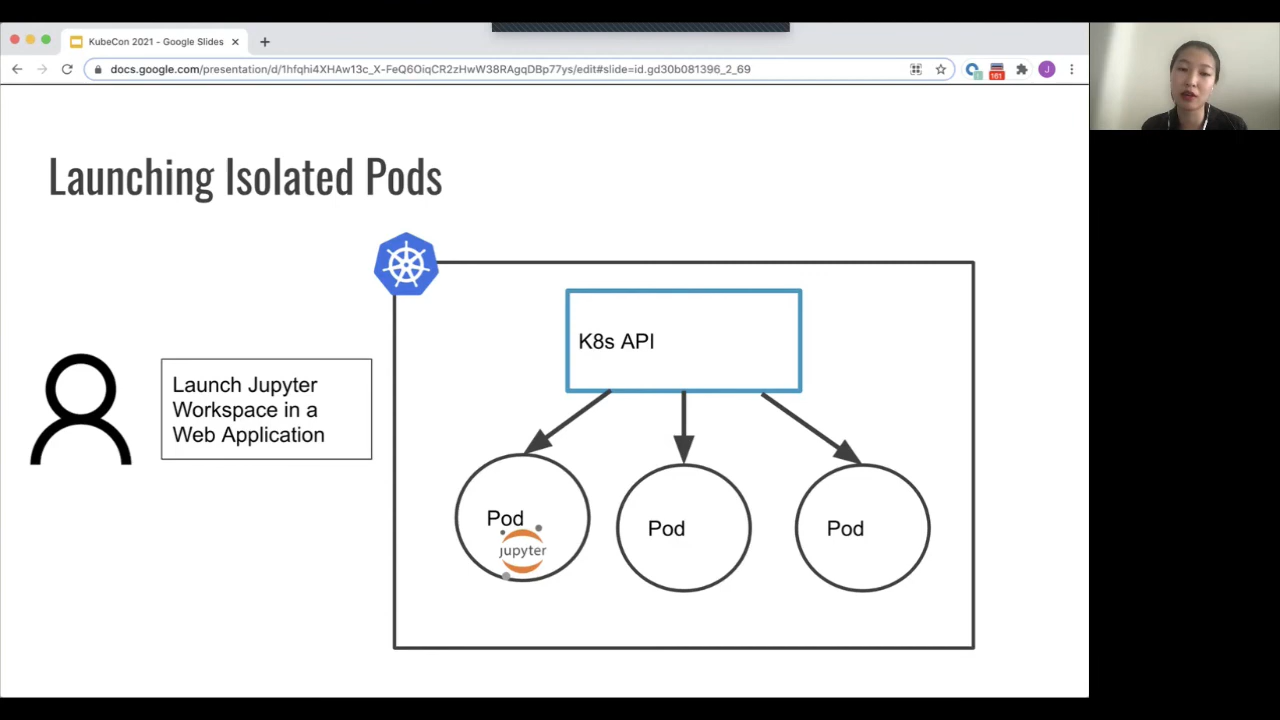 KubeCon 2021 - Google Slides
docs.google.com/presentation/d/1hfqhi4XHAw13c_X-FeQ6OiqCR2zHwW38RAgqDBp77ys/edit#slide=id.gd30b081396_2_69
161
J
Launching Isolated Pods
K8s API
Launch Jupyter
Workspace in a
Web Application
Pod
jupyter
Pod
Pod